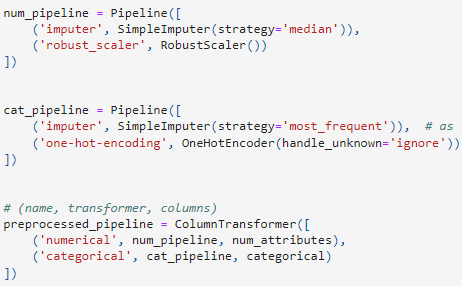 num_pipeline = Pipeline([
    ('imputer', SimpleImputer(strategy='median')),
    ('robust_scaler', RobustScaler())
])
cat_pipeline = Pipeline([
    ('imputer', SimpleImputer(strategy='most_frequent')),  # as
    ('one-hot-encoding', OneHotEncoder(handle_unknown='ignore'))
])
# (name, transformer, columns)
preprocessed_pipeline = ColumnTransformer([
    ('numerical', num_pipeline, num_attributes),
    ('categorical', cat_pipeline, categorical)
])